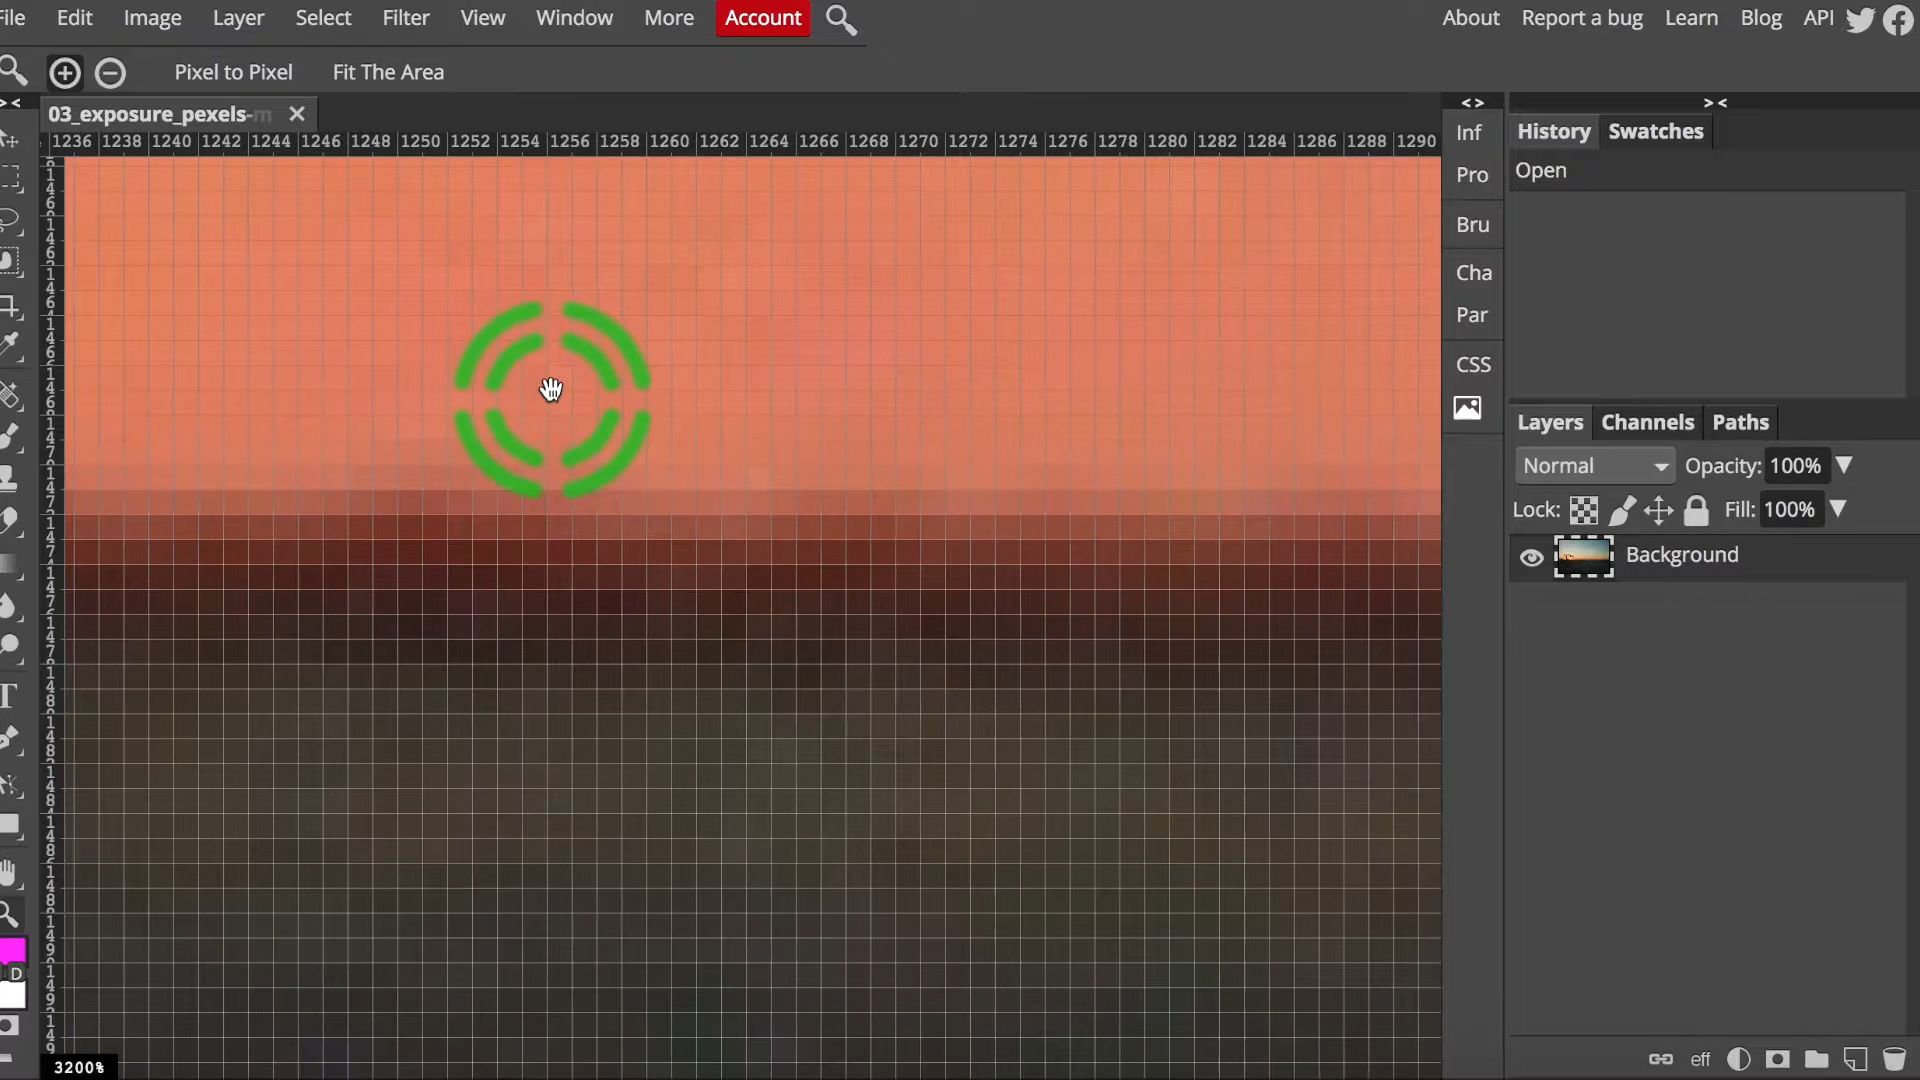 File Edit Image Layer Select Filter View Window More Account About Report a bug Learn Blog API
Pixel to Pixel Fit The Area
03_exposure_pexels-m
1236 1238 1240 1242 1244 1246 1248 1250 1252 1254 1256 1258 1260 1262 1264 1266 1268 1270 1272 1274 1276 1278 1280 1282 1284 1286 1288 1290
Inf
Pro
Bru
Cha
Par
CSS
History Swatches
Open
Layers Channels Paths
Normal Opacity: 100%
Lock: Fill: 100%
Background
D
3200%
eff